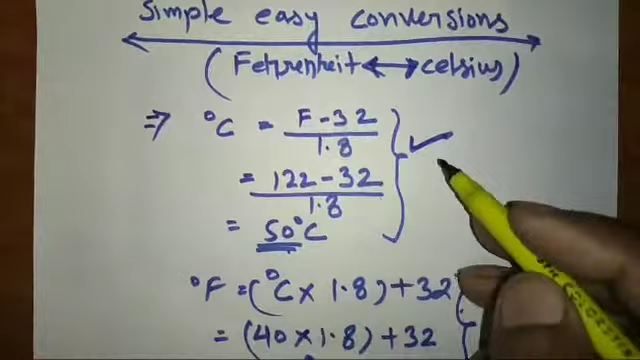 Simple easy conversions
(Fehrenheit ↔ celsius)
⇒ °C = F-32 / 1.8
= 122-32 / 1.8
= 50°C
°F = (°C × 1.8) + 32
= (40 × 1.8) + 32